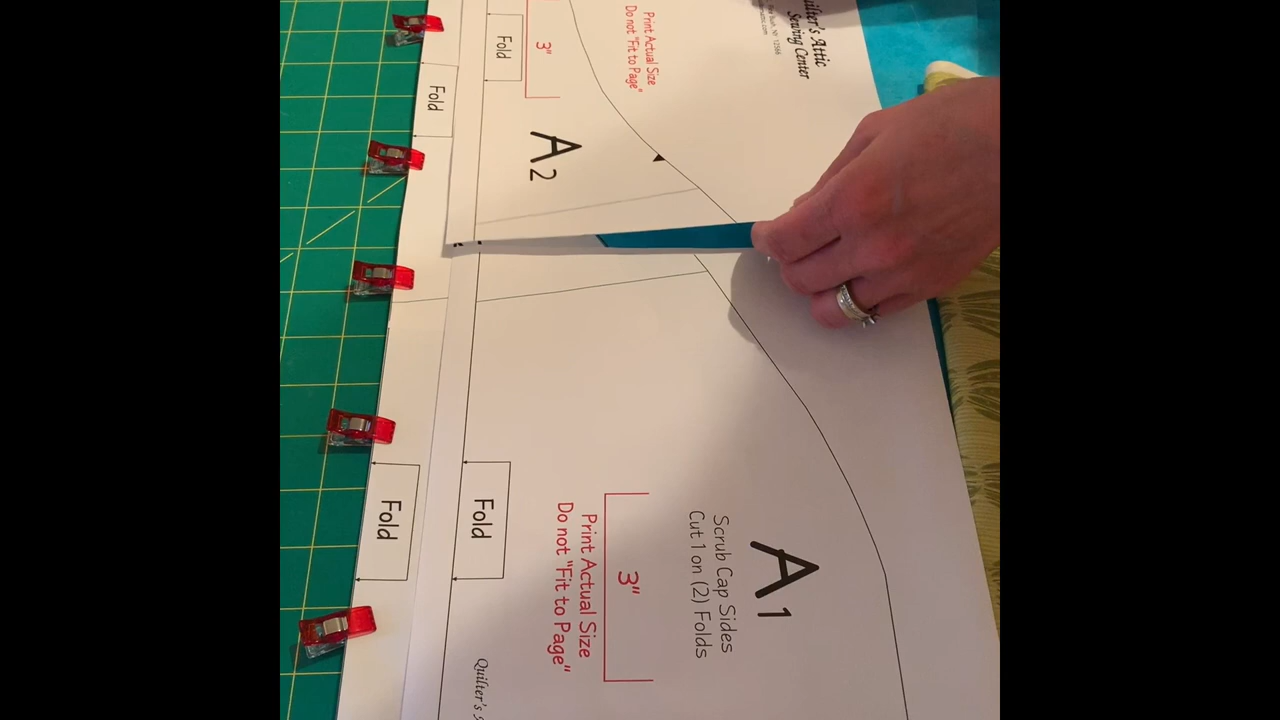 Quilter's Attic
Sewing Center
Print Actual Size
Do not "Fit to Page"
3"
Fold
Fold
A2
A1
Scrub Cap Sides
Cut 1 on (2) Folds
3"
Print Actual Size
Do not "Fit to Page"
Fold
Fold
Quilter's